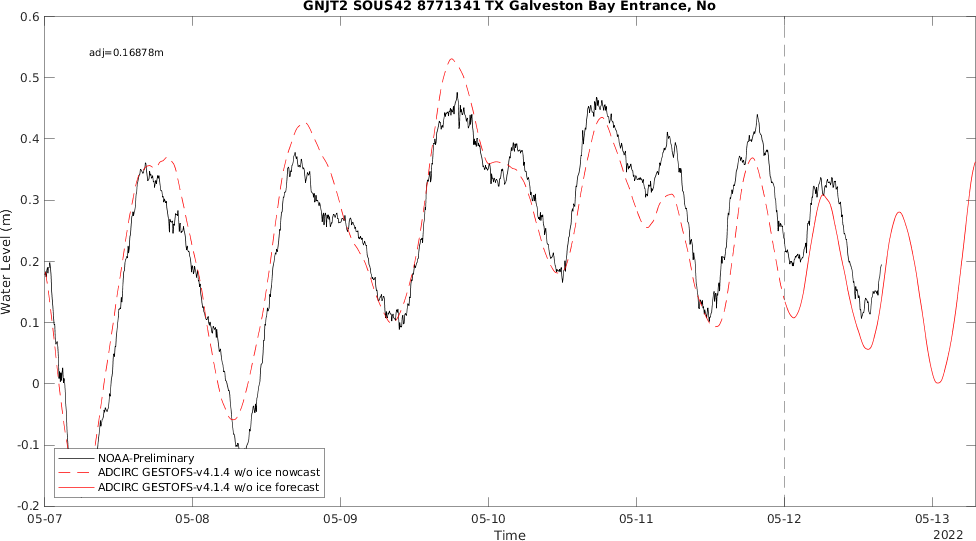 GNJT2 SOUS42 8771341 TX Galveston Bay Entrance, No
adj=0.16878m
0.6
0.5
0.4
0.3
0.2
0.1
0
-0.1
-0.2
Water Level (m)
NOAA-Preliminary
ADCIRC GESTOFS-v4.1.4 w/o ice nowcast
ADCIRC GESTOFS-v4.1.4 w/o ice forecast
05-07 05-08 05-09 05-10 05-11 05-12 05-13
Time
2022